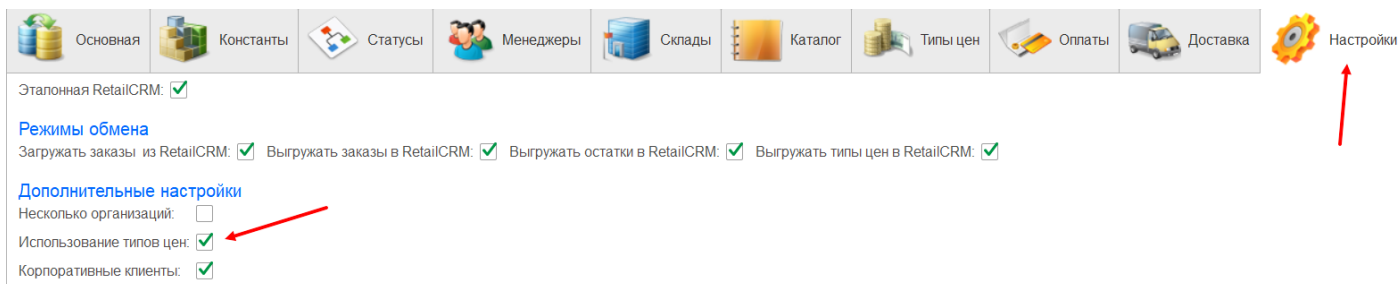 Основная Константы Статусы Менеджеры Склады Каталог Типы цен Оплаты Доставка Настройки
Эталонная RetailCRM:
Режимы обмена
Загружать заказы из RetailCRM: Выгружать заказы в RetailCRM: Выгружать остатки в RetailCRM: Выгружать типы цен в RetailCRM:
Дополнительные настройки
Несколько организаций:
Использование типов цен:
Корпоративные клиенты: